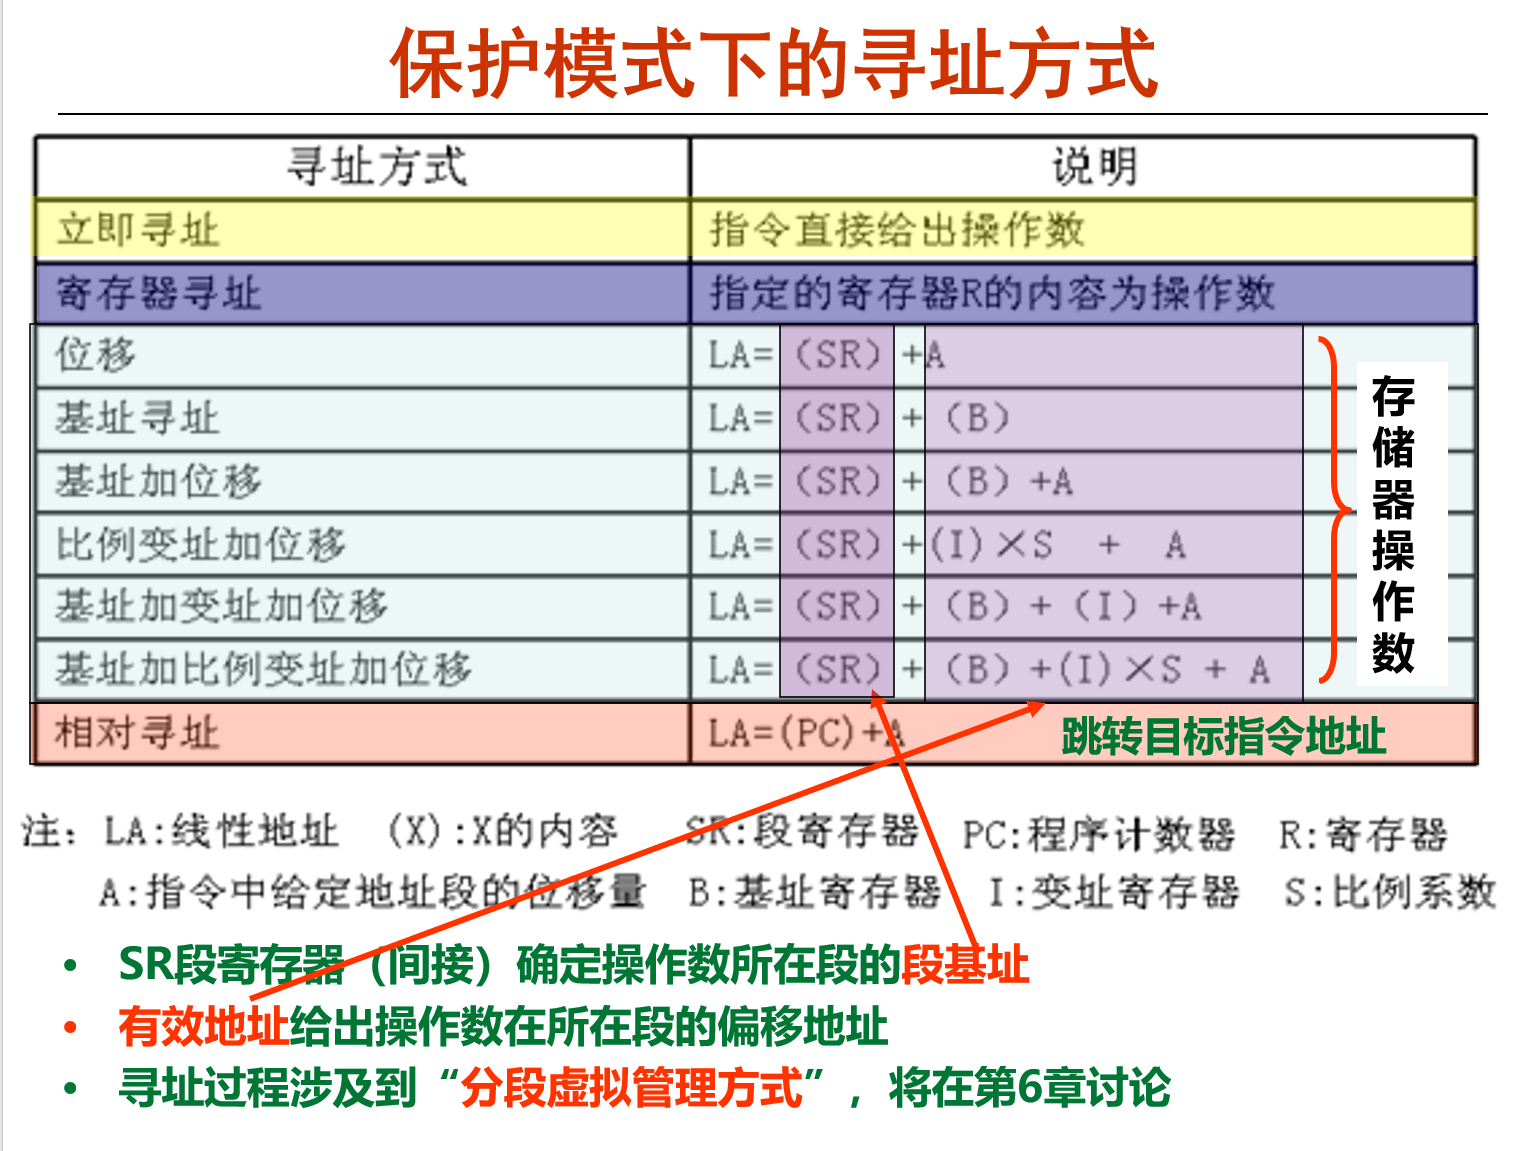 保护模式下的寻址方式
寻址方式 说明
立即寻址 指令直接给出操作数
寄存器寻址 指定的寄存器R的内容为操作数
位移 LA=（SR）+A
基址寻址 LA=（SR）+（B）
基址加位移 LA=（SR）+（B）+A
比例变址加位移 LA=（SR）+(I)×S + A
基址加变址加位移 LA=（SR）+（B）+（I）+A
基址加比例变址加位移 LA=（SR）+（B）+(I)×S + A
存储器操作数
相对寻址 LA=(PC)+A 跳转目标指令地址
注：LA:线性地址 (X):X的内容 SR:段寄存器 PC:程序计数器 R:寄存器
A:指令中给定地址段的位移量 B:基址寄存器 I:变址寄存器 S:比例系数
• SR段寄存器（间接）确定操作数所在段的段基址
• 有效地址给出操作数在所在段的偏移地址
• 寻址过程涉及到“分段虚拟管理方式”，将在第6章讨论